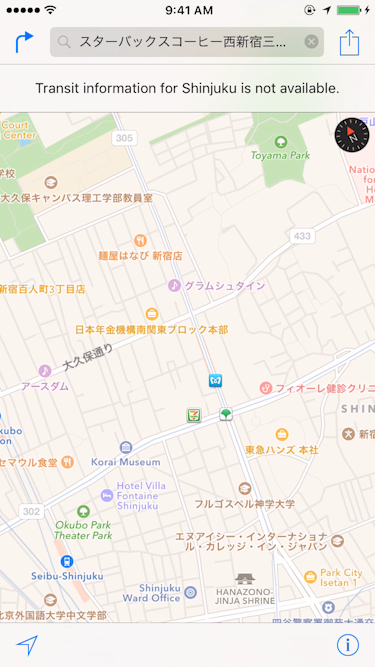 9:41 AM
スターバックスコーヒー西新宿三...
Transit information for Shinjuku is not available.
Court
Center
305
Toyama Park
N
学校
大久保キャンパス理工学部教員室
Nation
for
Hea
M
433
麺屋はなび 新宿店
グラムシュタイン
新宿百人町3丁目店
日本年金機構南関東ブロック本部
大久保通り
アースダム
フィオーレ健診クリニ
SHIN
kubo
on
東急ハンズ 本社
新宿
セマウル食堂
Korai Museum
Hotel Villa
Fontaine
Shinjuku
フルゴスペル神学大学
302
Okubo Park
Theater Park
エヌアイシー・インターナショナ
ル・カレッジ・イン・ジャパン
Seibu-Shinjuku
Park City
Isetan 1
Shinjuku
Ward Office
HANAZONO-
JINJA SHRINE
北京外国語大学中文学部